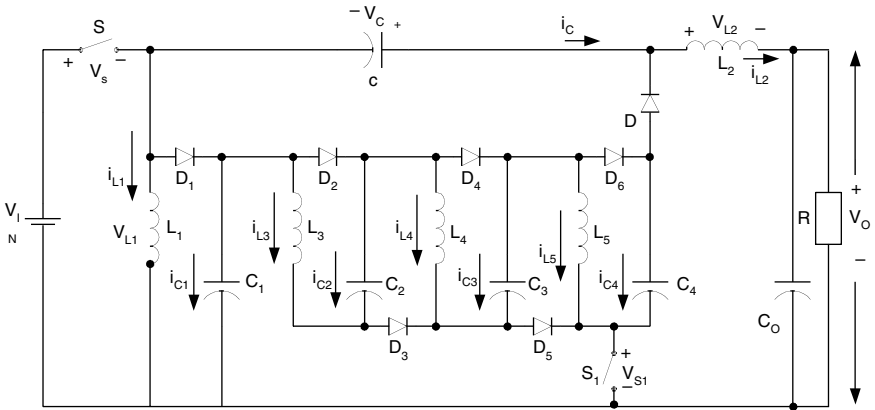 − V_C +
S
i_C
+ V_L2 −
+ −
V_s
c
L_2
i_L2
D
i_L1
D_1
D_2
D_4
D_6
V_I
N
V_L1
L_1
i_L3
L_3
i_L4
L_4
i_L5
L_5
R
+
V_O
−
i_C1
C_1
i_C2
C_2
i_C3
C_3
i_C4
C_4
C_O
D_3
D_5
S_1
+
V_S1
−